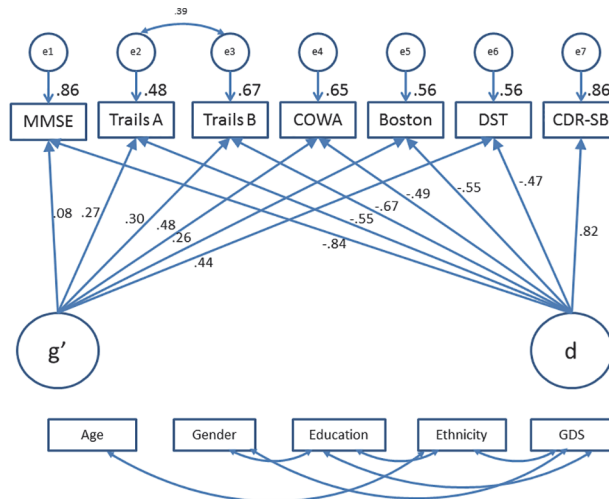 .39
e1 e2 e3 e4 e5 e6 e7
.86 .48 .67 .65 .56 .56 .86
MMSE Trails A Trails B COWA Boston DST CDR-SB
.08 .27 .30 .48 .26 .44 -.84 -.55 -.67 -.49 -.55 -.47 .82
g’ d
Age Gender Education Ethnicity GDS